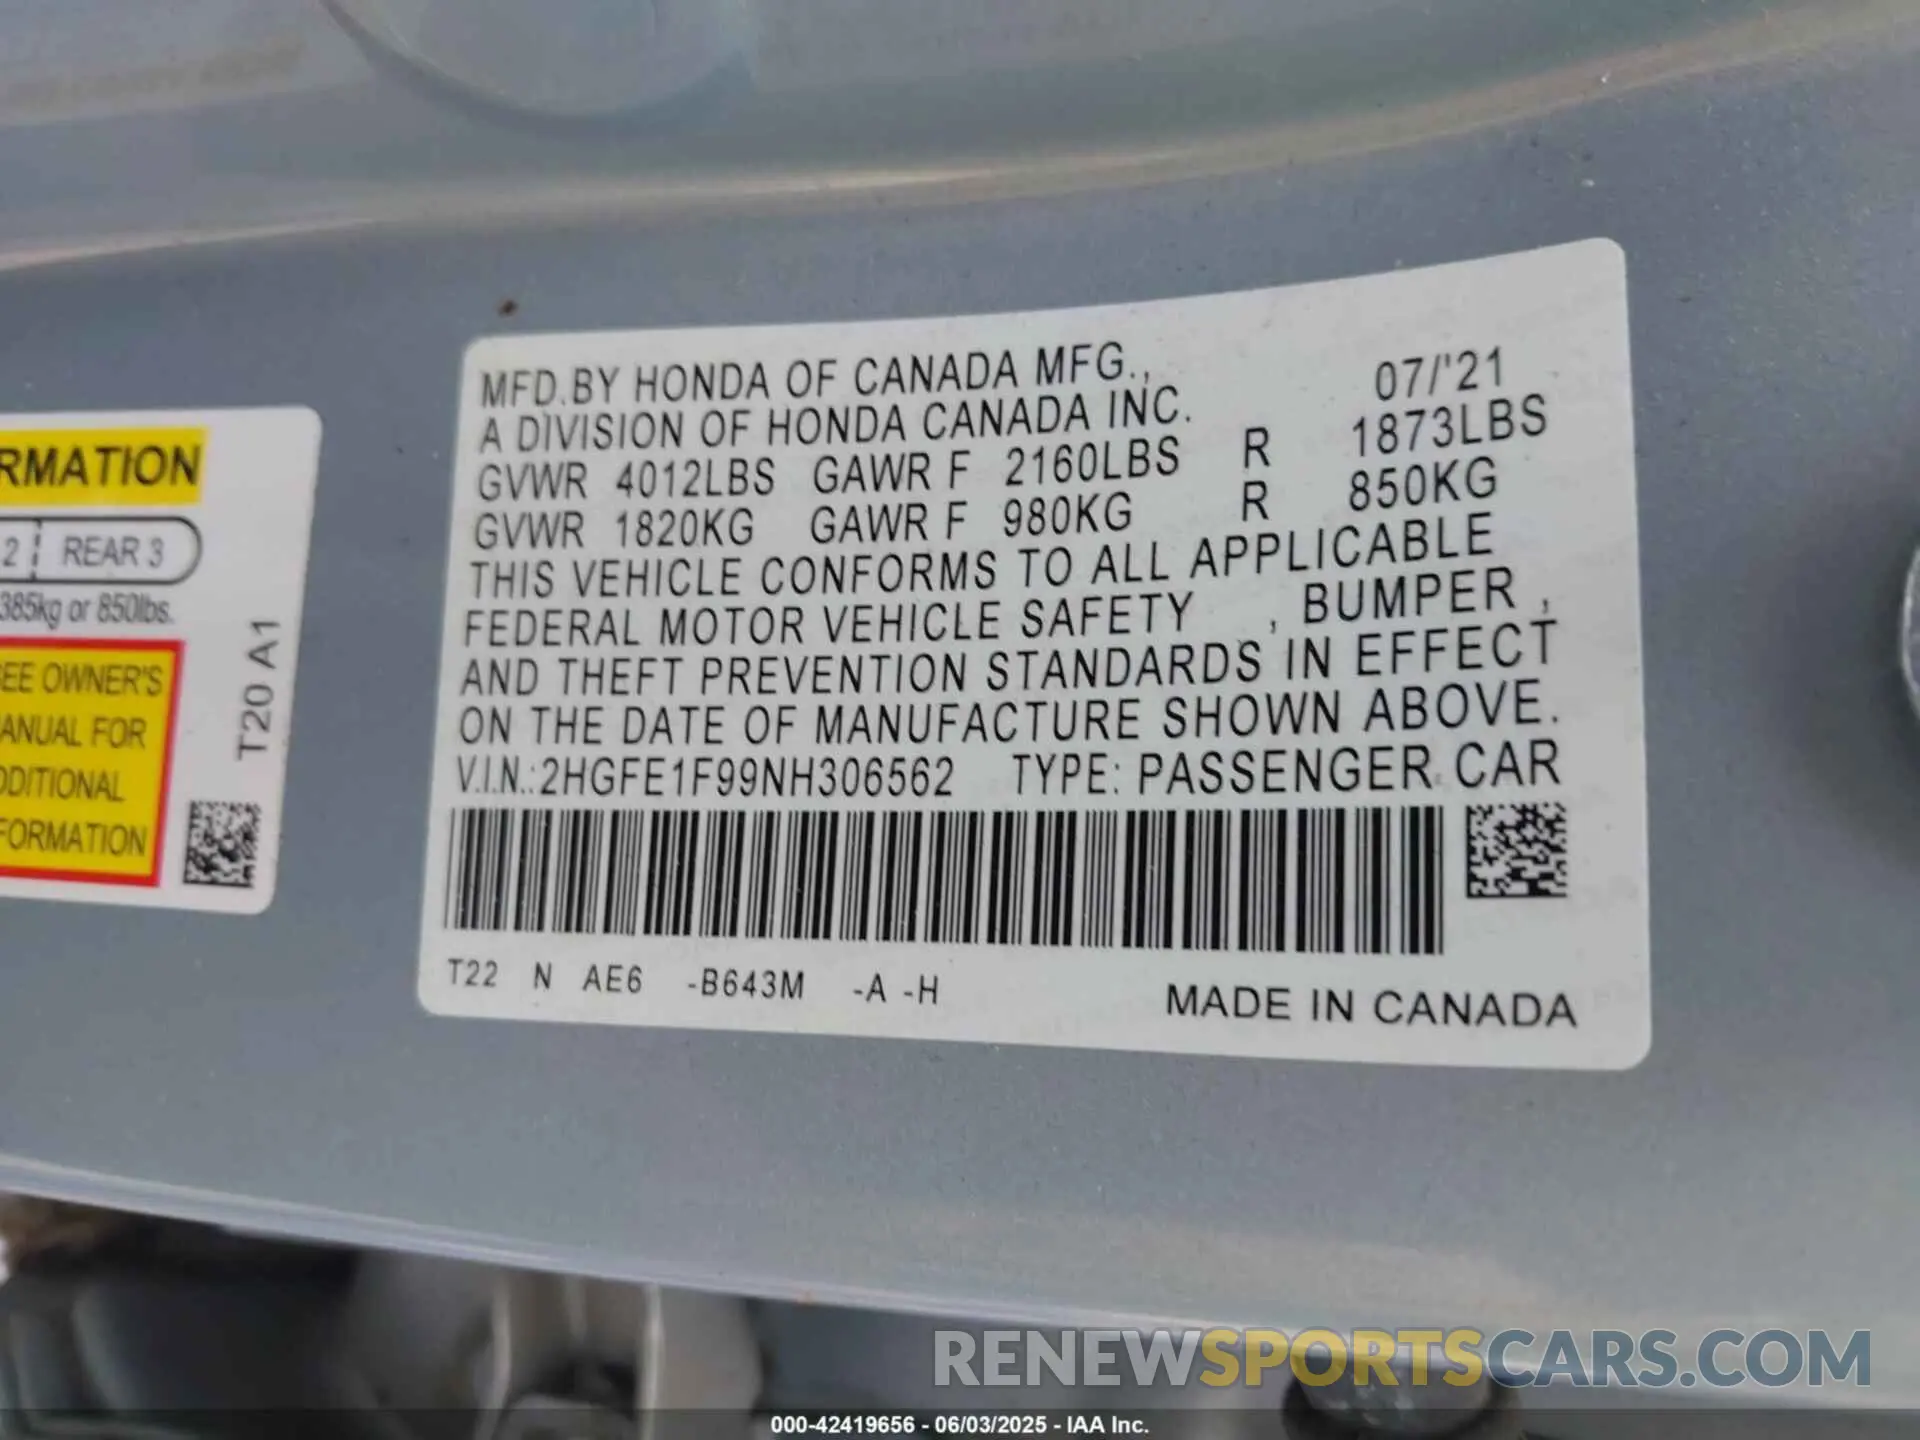 RMATION
2 REAR 3
385kg or 850lbs.
SEE OWNER'S
MANUAL FOR
ADDITIONAL
FORMATION
T20 A1
MFD.BY HONDA OF CANADA MFG., 07/'21
A DIVISION OF HONDA CANADA INC.
GVWR 4012LBS GAWR F 2160LBS R 1873LBS
GVWR 1820KG GAWR F 980KG R 850KG
THIS VEHICLE CONFORMS TO ALL APPLICABLE
FEDERAL MOTOR VEHICLE SAFETY , BUMPER ,
AND THEFT PREVENTION STANDARDS IN EFFECT
ON THE DATE OF MANUFACTURE SHOWN ABOVE.
V.I.N.:2HGFE1F99NH306562 TYPE: PASSENGER CAR
T22 N AE6 -B643M -A -H
MADE IN CANADA
RENEWSPORTSCARS.COM
000-42419656 - 06/03/2025 - IAA Inc.